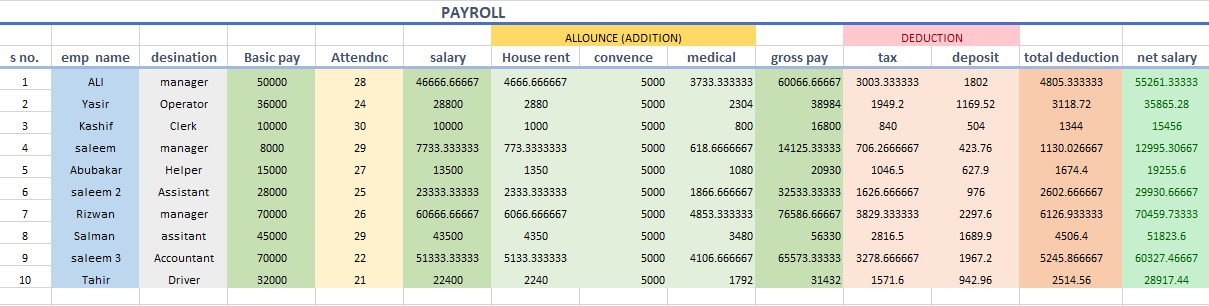 PAYROLL
ALLOUNCE (ADDITION) DEDUCTION
s no. emp name desination Basic pay Attendnc salary House rent convence medical gross pay tax deposit total deduction net salary
1 ALI manager 50000 28 46666.66667 4666.666667 5000 3733.333333 60066.66667 3003.333333 1802 4805.333333 55261.33333
2 Yasir Operator 36000 24 28800 2880 5000 2304 38984 1949.2 1169.52 3118.72 35865.28
3 Kashif Clerk 10000 30 10000 1000 5000 800 16800 840 504 1344 15456
4 saleem manager 8000 29 7733.333333 773.3333333 5000 618.6666667 14125.33333 706.2666667 423.76 1130.026667 12995.30667
5 Abubakar Helper 15000 27 13500 1350 5000 1080 20930 1046.5 627.9 1674.4 19255.6
6 saleem 2 Assistant 28000 25 23333.33333 2333.333333 5000 1866.666667 32533.33333 1626.666667 976 2602.666667 29930.66667
7 Rizwan manager 70000 26 60666.66667 6066.666667 5000 4853.333333 76586.66667 3829.333333 2297.6 6126.933333 70459.73333
8 Salman assitant 45000 29 43500 4350 5000 3480 56330 2816.5 1689.9 4506.4 51823.6
9 saleem 3 Accountant 70000 22 51333.33333 5133.333333 5000 4106.666667 65573.33333 3278.666667 1967.2 5245.866667 60327.46667
10 Tahir Driver 32000 21 22400 2240 5000 1792 31432 1571.6 942.96 2514.56 28917.44